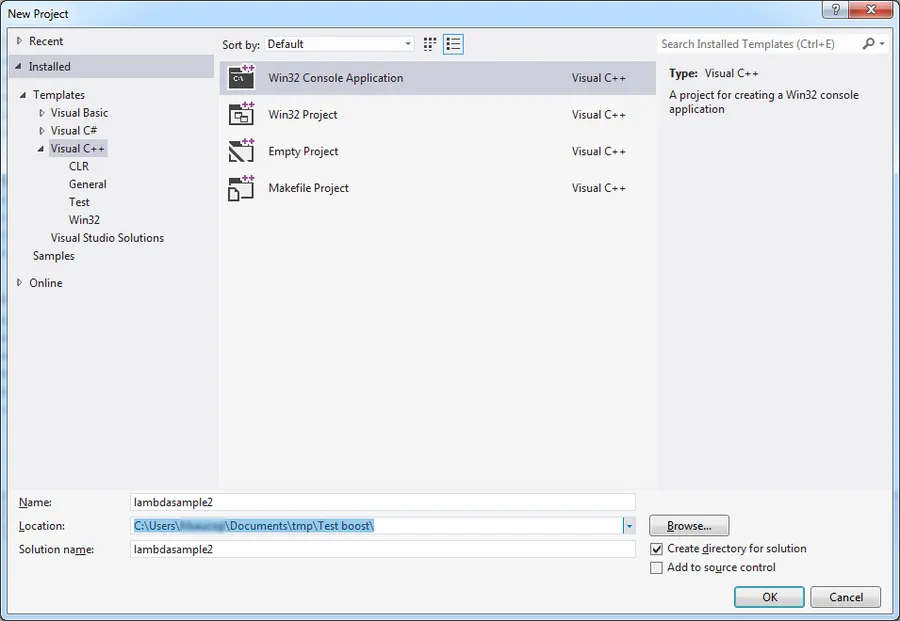 New Project
Recent
Installed
Templates
Visual Basic
Visual C#
Visual C++
CLR
General
Test
Win32
Visual Studio Solutions
Samples
Online
Sort by: Default
Win32 Console Application Visual C++
Win32 Project Visual C++
Empty Project Visual C++
Makefile Project Visual C++
Search Installed Templates (Ctrl+E)
Type: Visual C++
A project for creating a Win32 console
application
Name: lambdasample2
Location: C:\Users\ \Documents\tmp\Test boost\
Browse...
Solution name: lambdasample2
Create directory for solution
Add to source control
OK Cancel